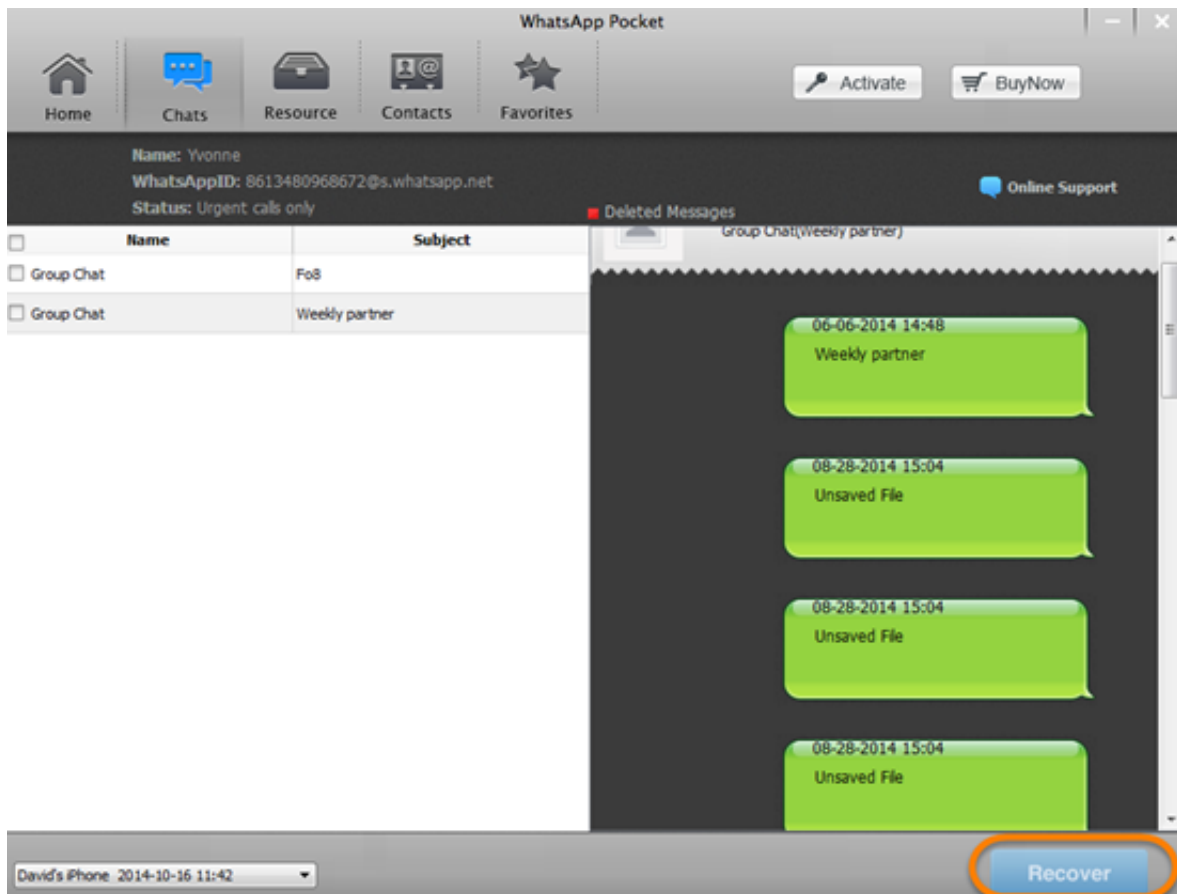 WhatsApp Pocket
Home
Chats
Resource
Contacts
Favorites
Activate
BuyNow
Name: Yvonne
WhatsAppID: 8613480968672@s.whatsapp.net
Status: Urgent calls only
Online Support
Deleted Messages
Name
Subject
Group Chat
Fo8
Group Chat
Weekly partner
Group Chat(Weekly partner)
06-06-2014 14:48
Weekly partner
08-28-2014 15:04
Unsaved File
08-28-2014 15:04
Unsaved File
08-28-2014 15:04
Unsaved File
David's iPhone 2014-10-16 11:42
Recover